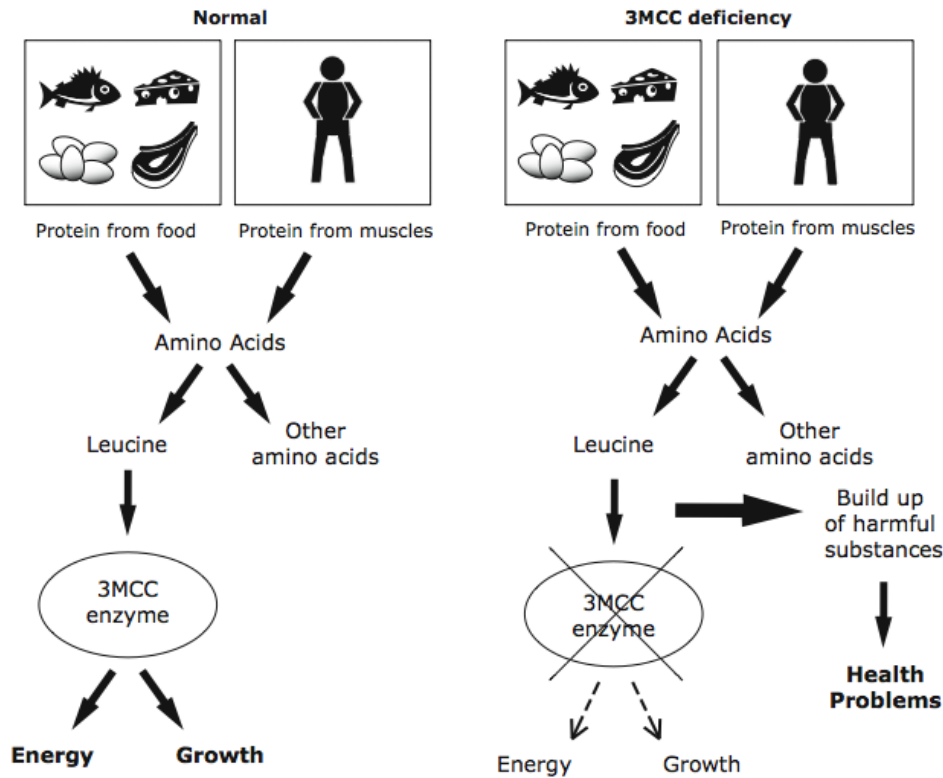 Normal
Protein from food
Protein from muscles
Amino Acids
Leucine
Other
amino acids
3MCC
enzyme
Energy
Growth
3MCC deficiency
Protein from food
Protein from muscles
Amino Acids
Leucine
Other
amino acids
Build up
of harmful
substances
3MCC
enzyme
Health
Problems
Energy
Growth